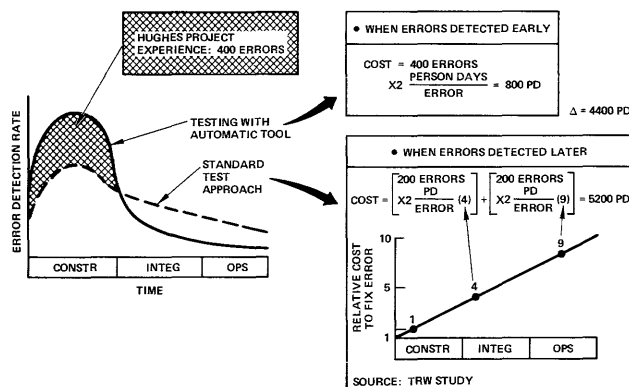 HUGHES PROJECT
EXPERIENCE: 400 ERRORS
ERROR DETECTION RATE
TESTING WITH
AUTOMATIC TOOL
STANDARD
TEST
APPROACH
CONSTR INTEG OPS
TIME
• WHEN ERRORS DETECTED EARLY
COST = 400 ERRORS
X2 PERSON DAYS / ERROR = 800 PD
Δ = 4400 PD
• WHEN ERRORS DETECTED LATER
COST = [200 ERRORS X2 PD / ERROR (4)] + [200 ERRORS X2 PD / ERROR (9)] = 5200 PD
RELATIVE COST
TO FIX ERROR
10
5
1
1
4
9
CONSTR INTEG OPS
SOURCE: TRW STUDY